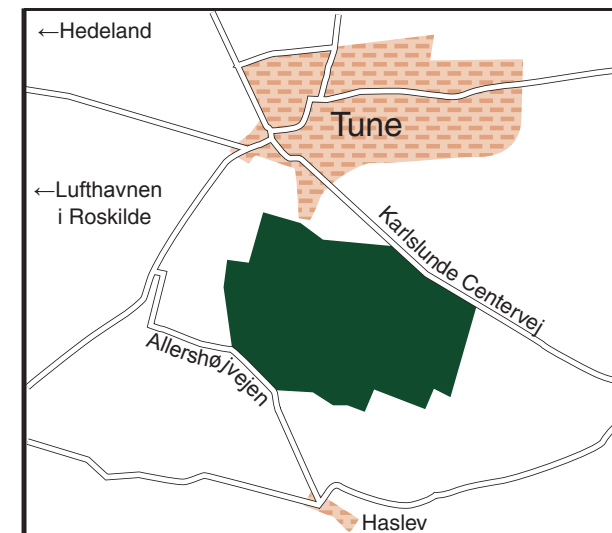 ←Hedeland
Tune
←Lufthavnen
i Roskilde
Karlslunde Centervej
Allershøjvejen
Haslev